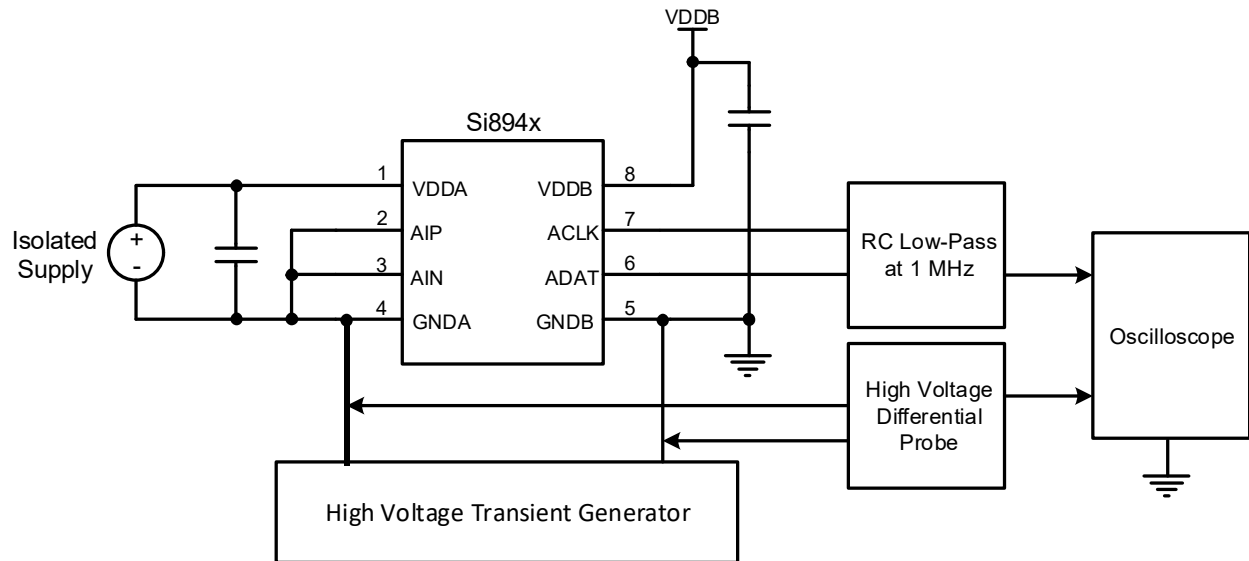 VDDB
Si894x
1
VDDA
VDDB
8
2
AIP
ACLK
7
3
AIN
ADAT
6
4
GNDA
GNDB
5
Isolated
Supply
+
-
RC Low-Pass
at 1 MHz
Oscilloscope
High Voltage
Differential
Probe
High Voltage Transient Generator